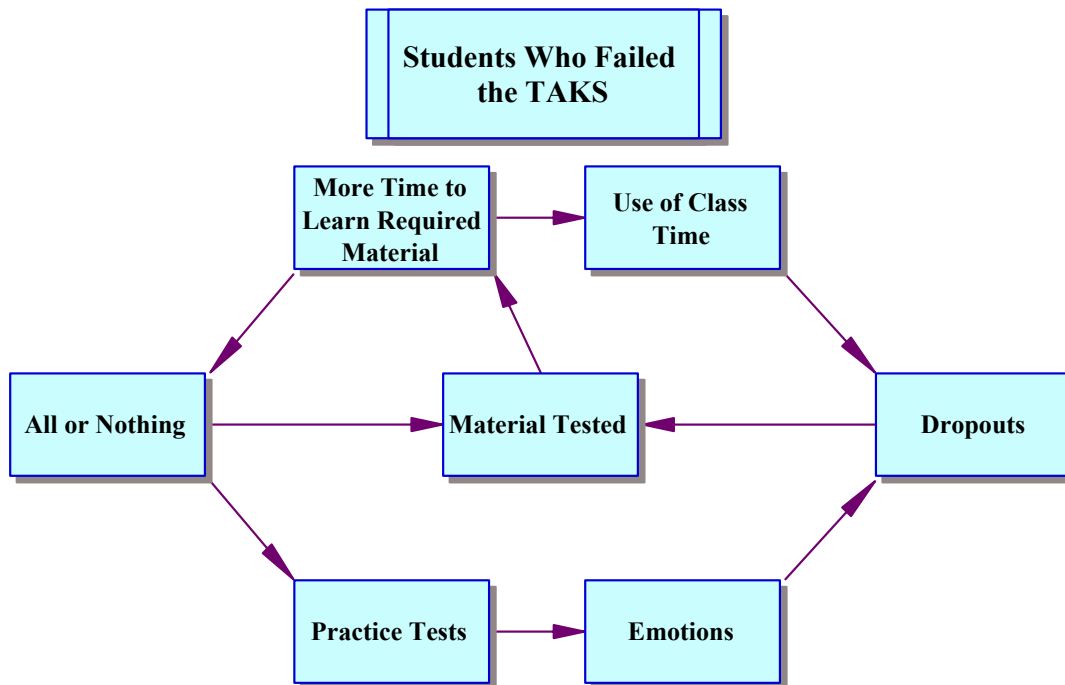 Students Who Failed
the TAKS
More Time to
Learn Required
Material
Use of Class
Time
All or Nothing
Material Tested
Dropouts
Practice Tests
Emotions